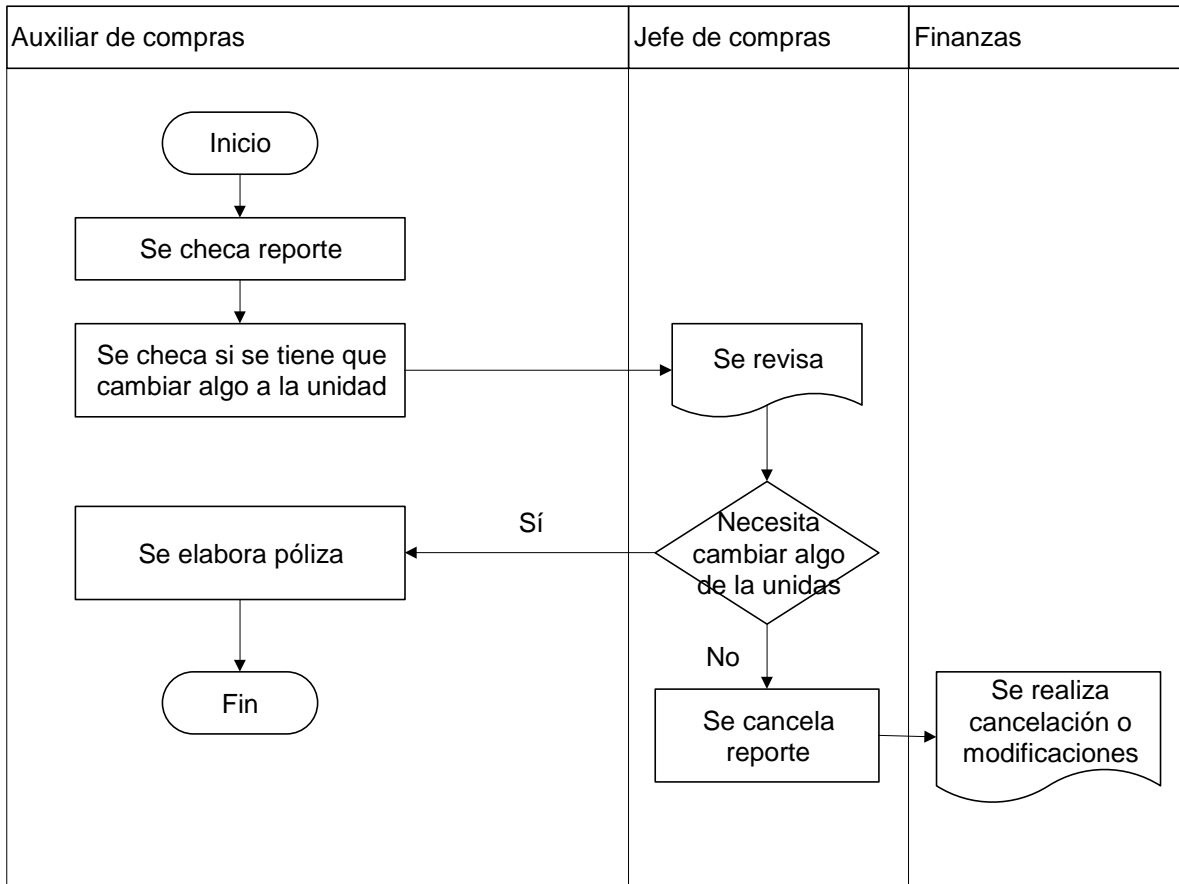 Auxiliar de compras
Jefe de compras
Finanzas
Inicio
Se checa reporte
Se checa si se tiene que
cambiar algo a la unidad
Se revisa
Necesita
cambiar algo
de la unidas
Sí
Se elabora póliza
Fin
No
Se cancela
reporte
Se realiza
cancelación o
modificaciones